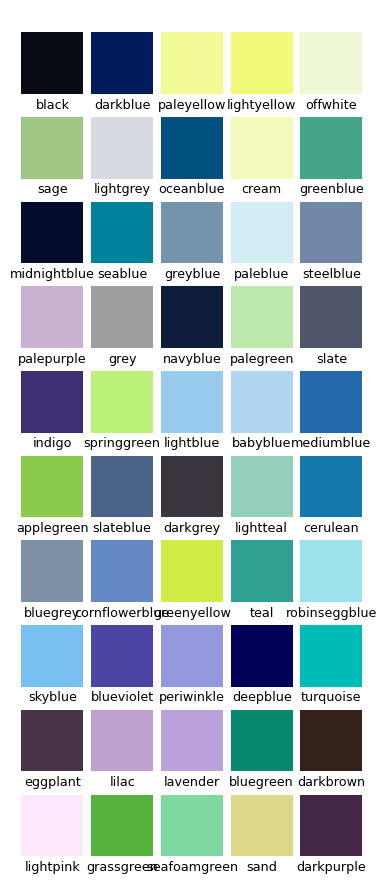 black darkblue paleyellow lightyellow offwhite
sage lightgrey oceanblue cream greenblue
midnightblue seablue greyblue paleblue steelblue
palepurple grey navyblue palegreen slate
indigo springgreen lightblue babyblue mediumblue
applegreen slateblue darkgrey lightteal cerulean
bluegrey cornflowerblue greenyellow teal robinseggblue
skyblue blueviolet periwinkle deepblue turquoise
eggplant lilac lavender bluegreen darkbrown
lightpink grassgreen seafoamgreen sand darkpurple